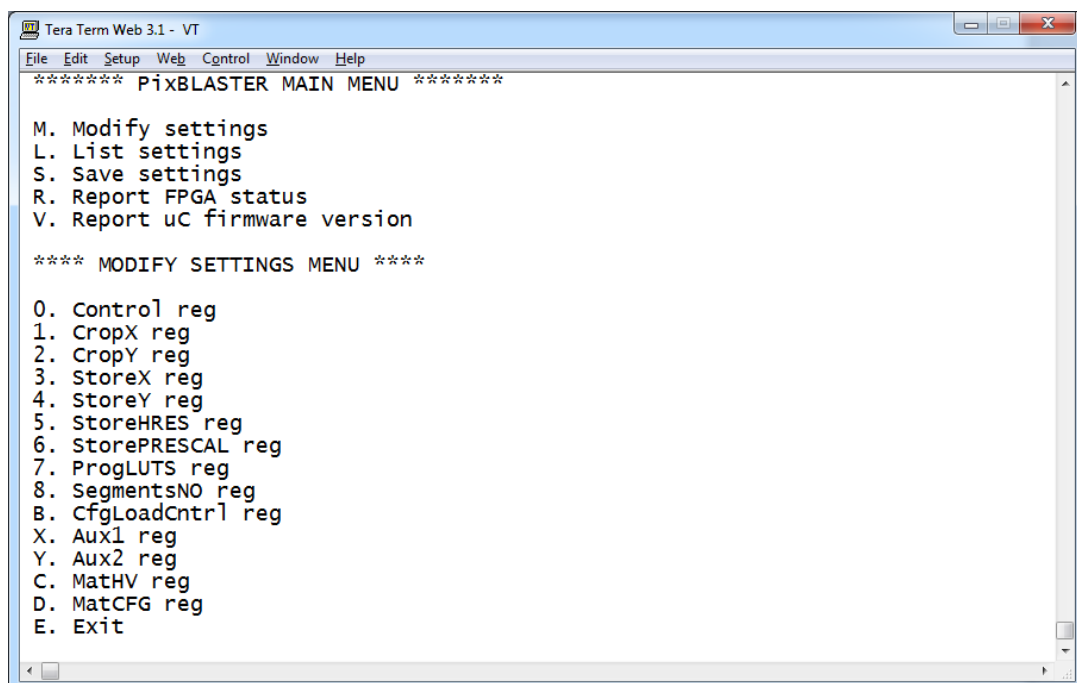 Tera Term Web 3.1 - VT
File Edit Setup Web Control Window Help
******* PixBLASTER MAIN MENU *******
M. Modify settings
L. List settings
S. Save settings
R. Report FPGA status
V. Report uC firmware version
**** MODIFY SETTINGS MENU ****
0. Control reg
1. CropX reg
2. CropY reg
3. StoreX reg
4. StoreY reg
5. StoreHRES reg
6. StorePRESCAL reg
7. ProgLUTS reg
8. SegmentsNO reg
B. CfgLoadCntrl reg
X. Aux1 reg
Y. Aux2 reg
C. MatHV reg
D. MatCFG reg
E. Exit